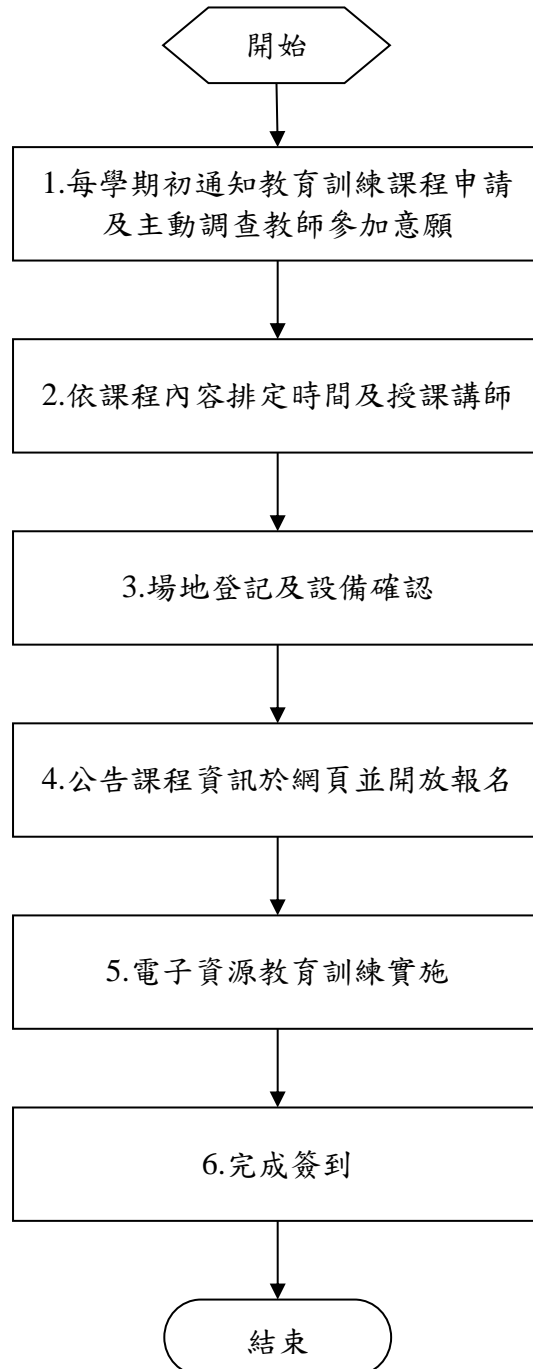 開始
1.每學期初通知教育訓練課程申請
及主動調查教師參加意願
2.依課程內容排定時間及授課講師
3.場地登記及設備確認
4.公告課程資訊於網頁並開放報名
5.電子資源教育訓練實施
6.完成簽到
結束